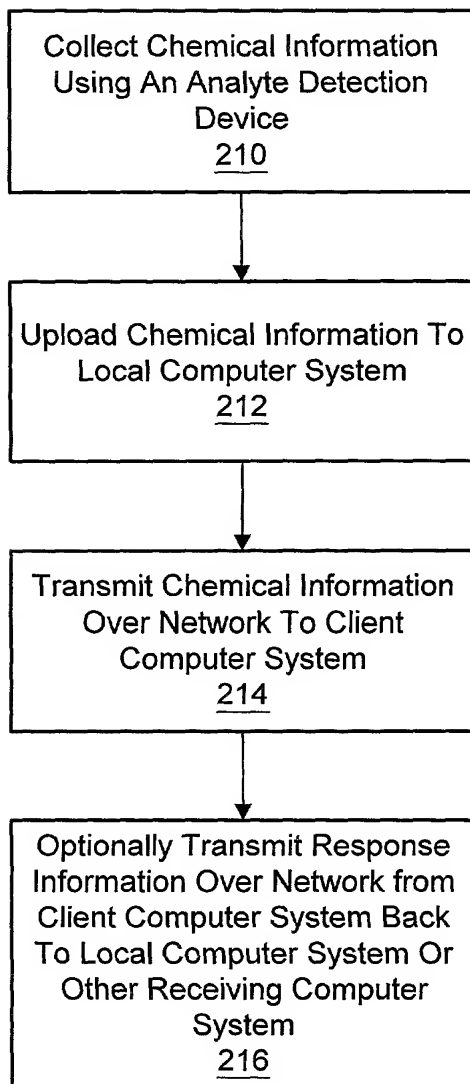 Collect Chemical Information
Using An Analyte Detection
Device
210
Upload Chemical Information To
Local Computer System
212
Transmit Chemical Information
Over Network To Client
Computer System
214
Optionally Transmit Response
Information Over Network from
Client Computer System Back
To Local Computer System Or
Other Receiving Computer
System
216